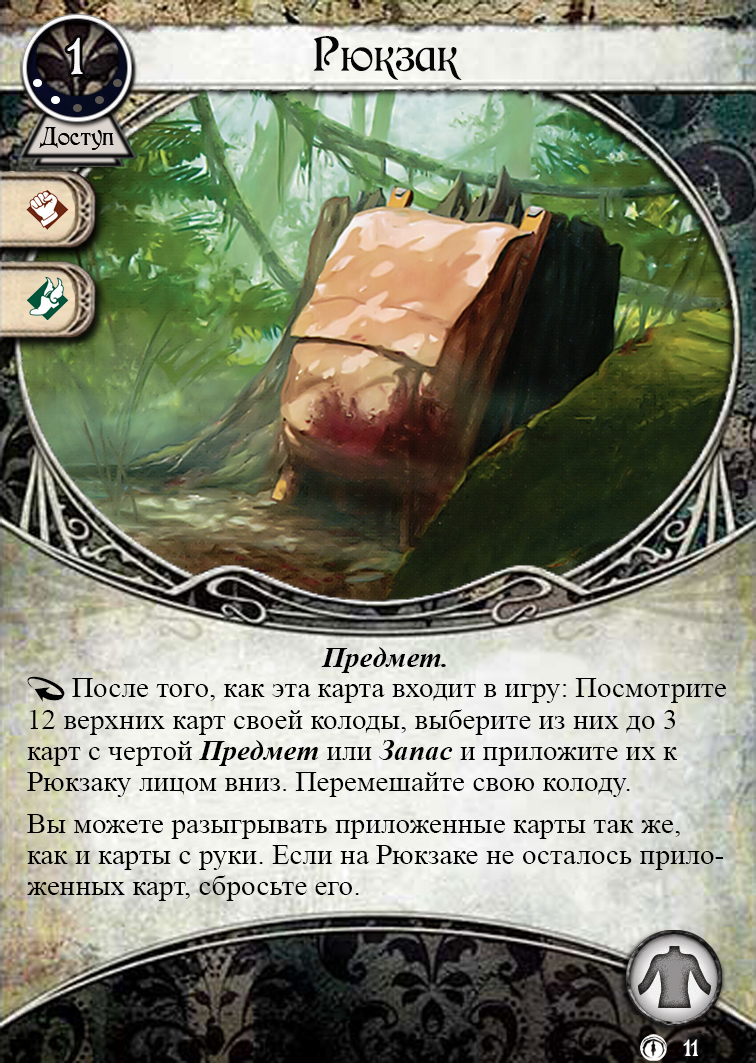 1
Рюкзак
Доступ
Предмет.
После того, как эта карта входит в игру: Посмотрите
12 верхних карт своей колоды, выберите из них до 3
карт с чертой Предмет или Запас и приложите их к
Рюкзаку лицом вниз. Перемешайте свою колоду.
Вы можете разыгрывать приложенные карты так же,
как и карты с руки. Если на Рюкзаке не осталось прило-
женных карт, сбросьте его.
11